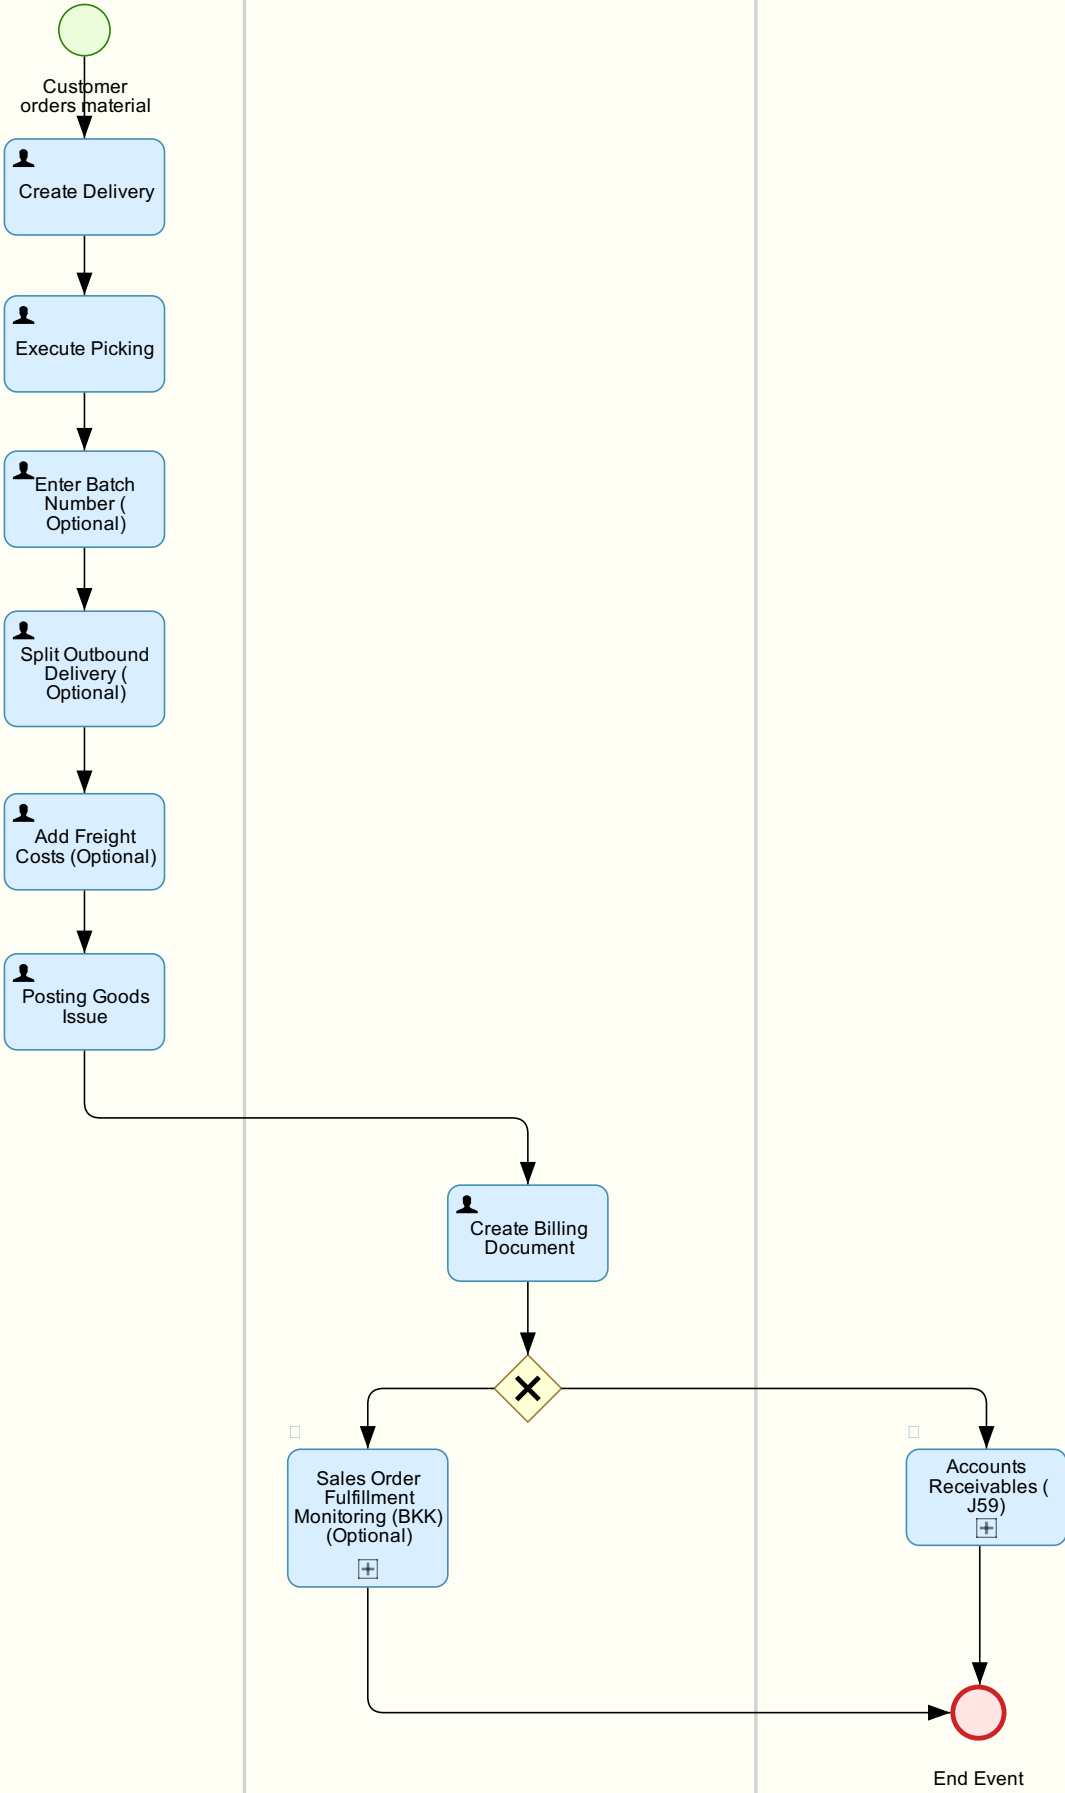 Customer
orders material
Create Delivery
Execute Picking
Enter Batch
Number (
Optional)
Split Outbound
Delivery (
Optional)
Add Freight
Costs (Optional)
Posting Goods
Issue
Create Billing
Document
Sales Order
Fulfillment
Monitoring (BKK)
(Optional)
Accounts
Receivables (
J59)
End Event